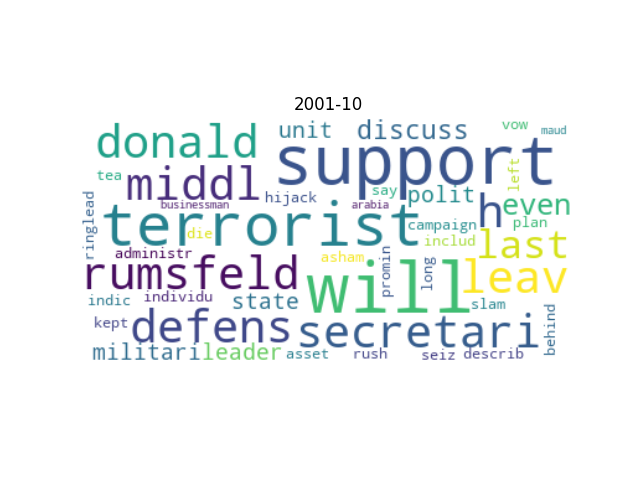 2001-10
donald unit discuss vow maud
support
tea middl hijack say polit left
businessman arabia h even
ringlead terrorist campaign plan
die includ last
administr asham promin long
rumsfeld will leav
indic individu state slam
kept defens secretari behind
militari leader asset rush seiz describ